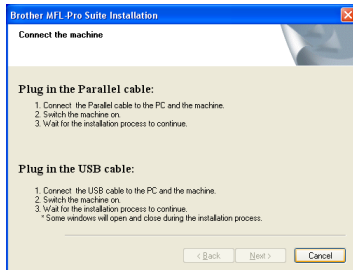 Brother MFL-Pro Suite Installation
Connect the machine
Plug in the Parallel cable:
1. Connect the Parallel cable to the PC and the machine.
2. Switch the machine on.
3. Wait for the installation process to continue.
Plug in the USB cable:
1. Connect the USB cable to the PC and the machine.
2. Switch the machine on.
3. Wait for the installation process to continue.
* Some windows will open and close during the installation process.
< Back Next > Cancel